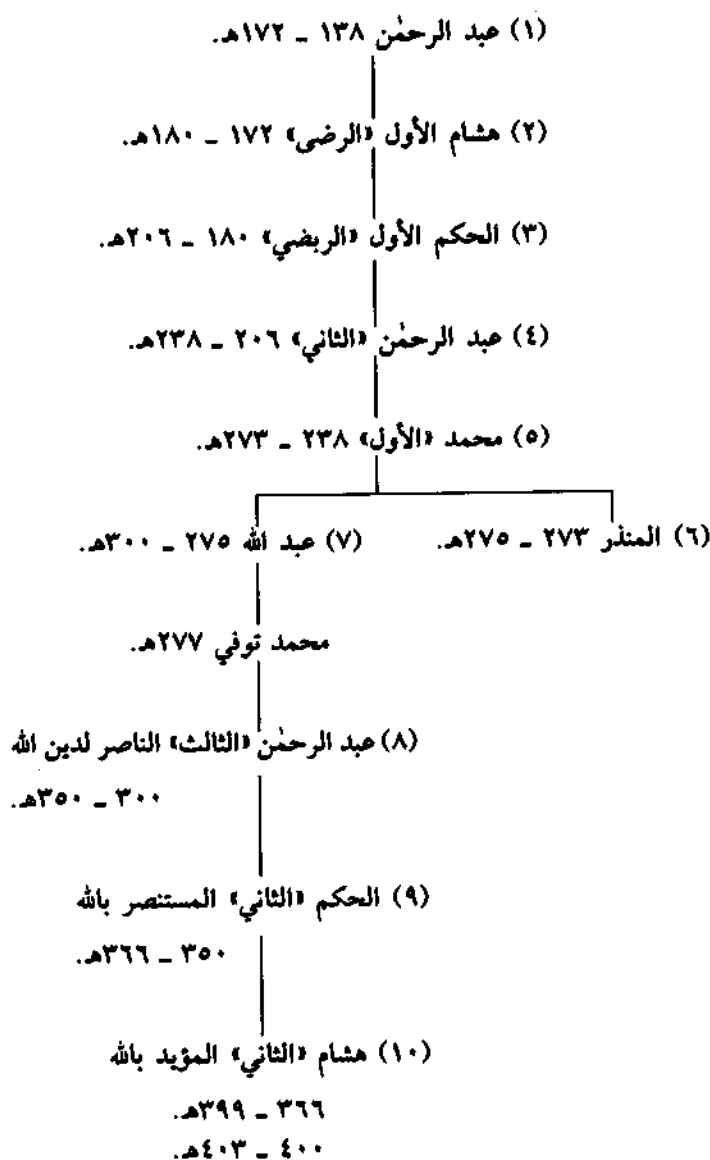 (١) عبد الرحمٰن ١٣٨ - ١٧٢هـ.
(٢) هشام الأول «الرضى» ١٧٢ - ١٨٠هـ.
(٣) الحكم الأول «الربضي» ١٨٠ - ٢٠٦هـ.
(٤) عبد الرحمٰن «الثاني» ٢٠٦ - ٢٣٨هـ.
(٥) محمد «الأول» ٢٣٨ - ٢٧٣هـ.
(٦) المنذر ٢٧٣ - ٢٧٥هـ. (٧) عبد الله ٢٧٥ - ٣٠٠هـ.
محمد توفي ٢٧٧هـ.
(٨) عبد الرحمٰن «الثالث» الناصر لدين الله
٣٠٠ - ٣٥٠هـ.
(٩) الحكم «الثاني» المستنصر بالله
٣٥٠ - ٣٦٦هـ.
(١٠) هشام «الثاني» المؤيد بالله
٣٦٦ - ٣٩٩هـ.
٤٠٠ - ٤٠٣هـ.